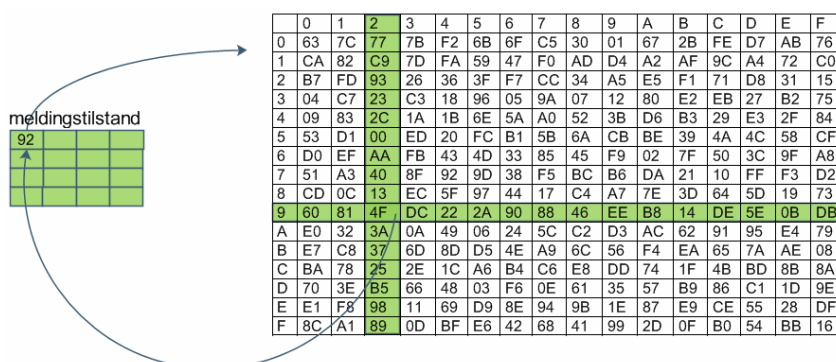 meldingstilstand
92
0 1 2 3 4 5 6 7 8 9 A B C D E F
0 63 7C 77 7B F2 6B 6F C5 30 01 67 2B FE D7 AB 76
1 CA 82 C9 7D FA 59 47 F0 AD D4 A2 AF 9C A4 72 C0
2 B7 FD 93 26 36 3F F7 CC 34 A5 E5 F1 71 D8 31 15
3 04 C7 23 C3 18 96 05 9A 07 12 80 E2 EB 27 B2 75
4 09 83 2C 1A 1B 6E 5A A0 52 3B D6 B3 29 E3 2F 84
5 53 D1 00 ED 20 FC B1 5B 6A CB BE 39 4A 4C 58 CF
6 D0 EF AA FB 43 4D 33 85 45 F9 02 7F 50 3C 9F A8
7 51 A3 40 8F 92 9D 38 F5 BC B6 DA 21 10 FF F3 D2
8 CD 0C 13 EC 5F 97 44 17 C4 A7 7E 3D 64 5D 19 73
9 60 81 4F DC 22 2A 90 88 46 EE B8 14 DE 5E 0B DB
A E0 32 3A 0A 49 06 24 5C C2 D3 AC 62 91 95 E4 79
B E7 C8 37 6D 8D D5 4E A9 6C 56 F4 EA 65 7A AE 08
C BA 78 25 2E 1C A6 B4 C6 E8 DD 74 1F 4B BD 8B 8A
D 70 3E B5 66 48 03 F6 0E 61 35 57 B9 86 C1 1D 9E
E E1 F8 98 11 69 D9 8E 94 9B 1E 87 E9 CE 55 28 DF
F 8C A1 89 0D BF E6 42 68 41 99 2D 0F B0 54 BB 16